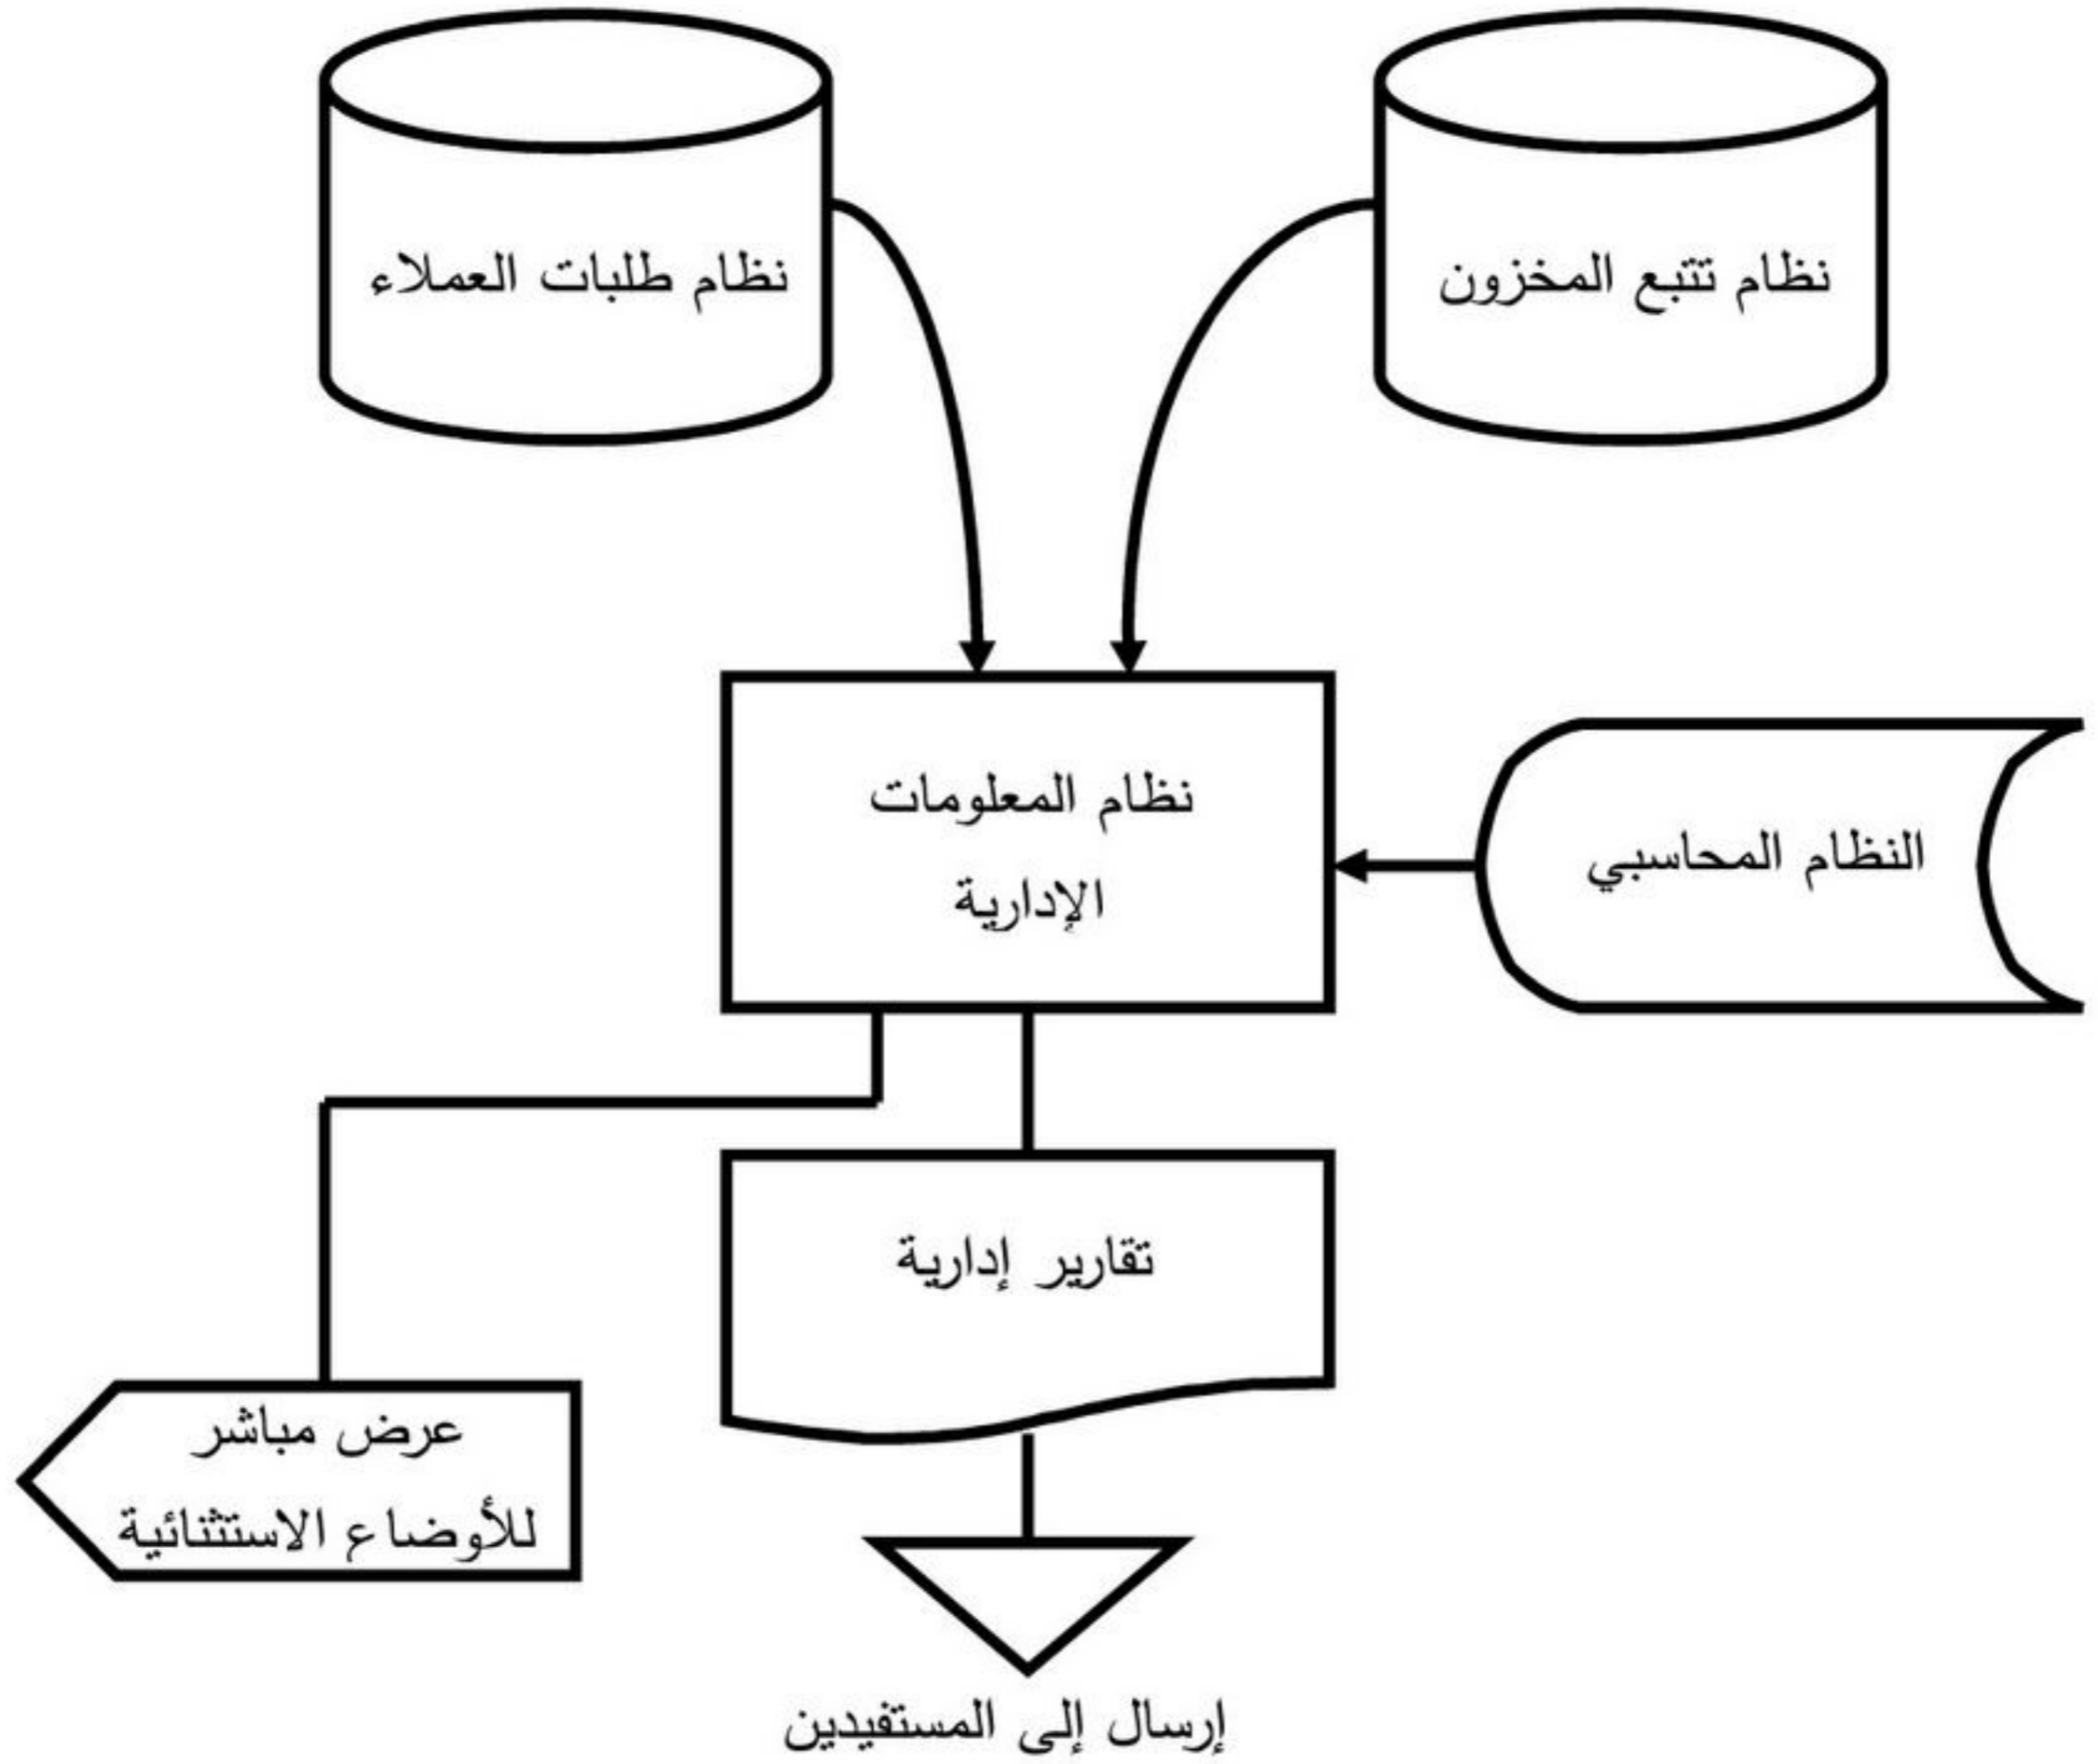 نظام تتبع المخزون
نظام طلبات العملاء
نظام المعلومات
الإدارية
النظام المحاسبي
تقارير إدارية
عرض مباشر
للأوضاع الاستثنائية
إرسال إلى المستفيدين